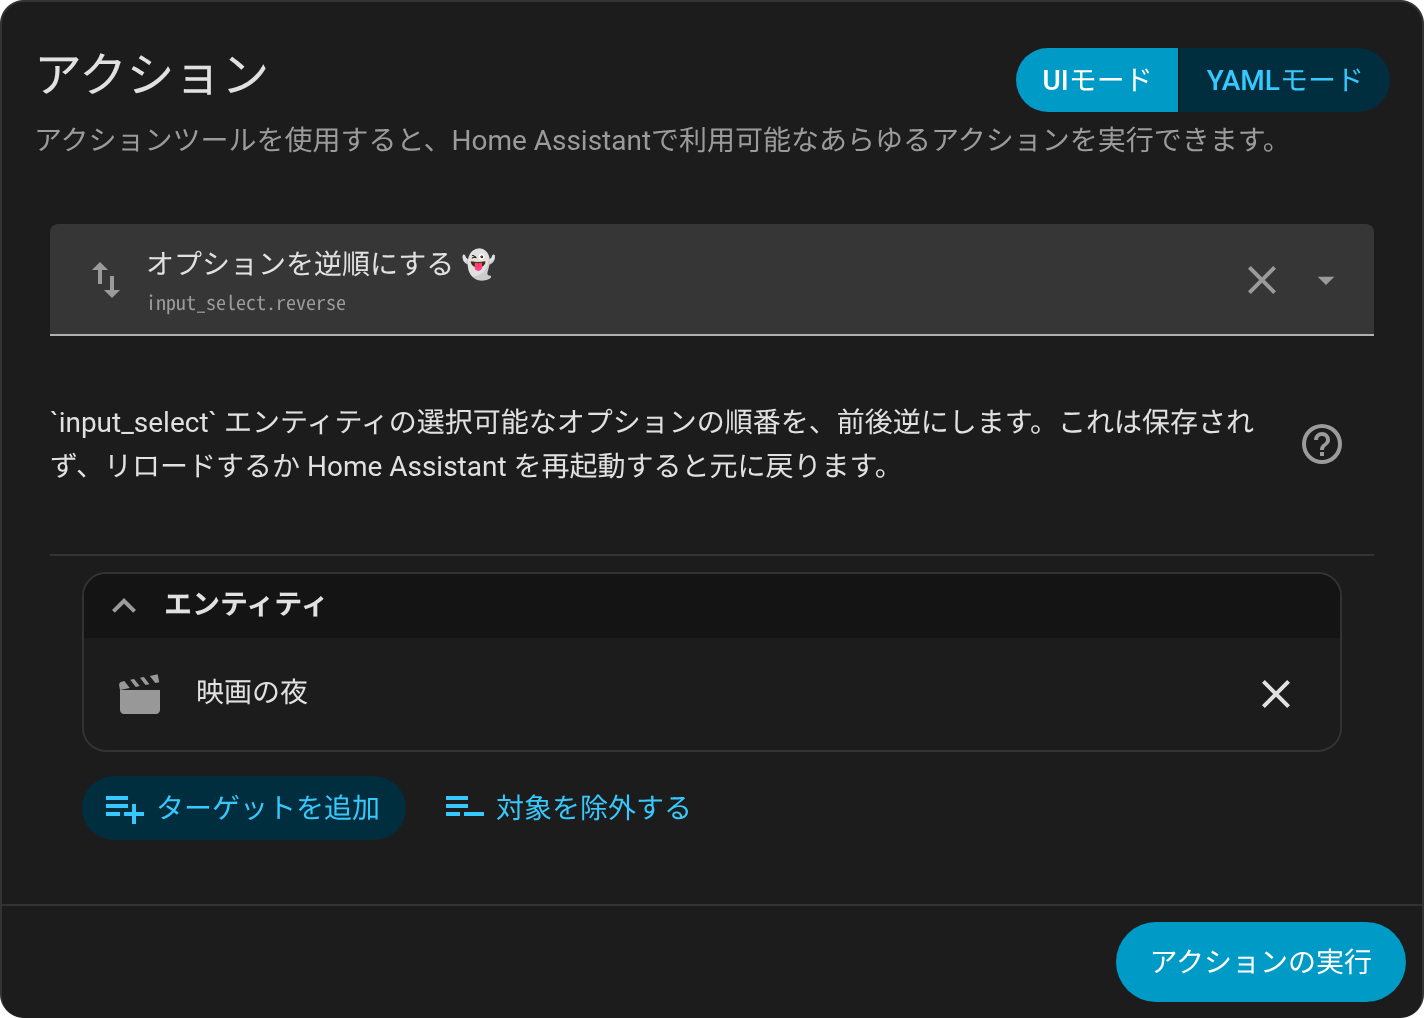 アクション
UIモード
YAMLモード
アクションツールを使用すると、Home Assistantで利用可能なあらゆるアクションを実行できます。
オプションを逆順にする 👻
input_select.reverse
`input_select` エンティティの選択可能なオプションの順番を、前後逆にします。これは保存され
ず、リロードするか Home Assistant を再起動すると元に戻ります。
エンティティ
映画の夜
ターゲットを追加
対象を除外する
アクションの実行